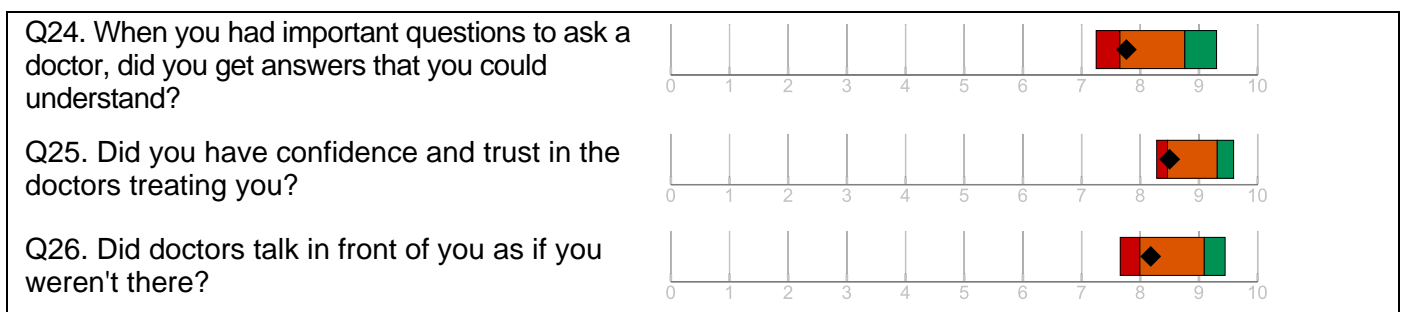 Q24. When you had important questions to ask a
doctor, did you get answers that you could
understand?
0 1 2 3 4 5 6 7 8 9 10
Q25. Did you have confidence and trust in the
doctors treating you?
0 1 2 3 4 5 6 7 8 9 10
Q26. Did doctors talk in front of you as if you
weren't there?
0 1 2 3 4 5 6 7 8 9 10